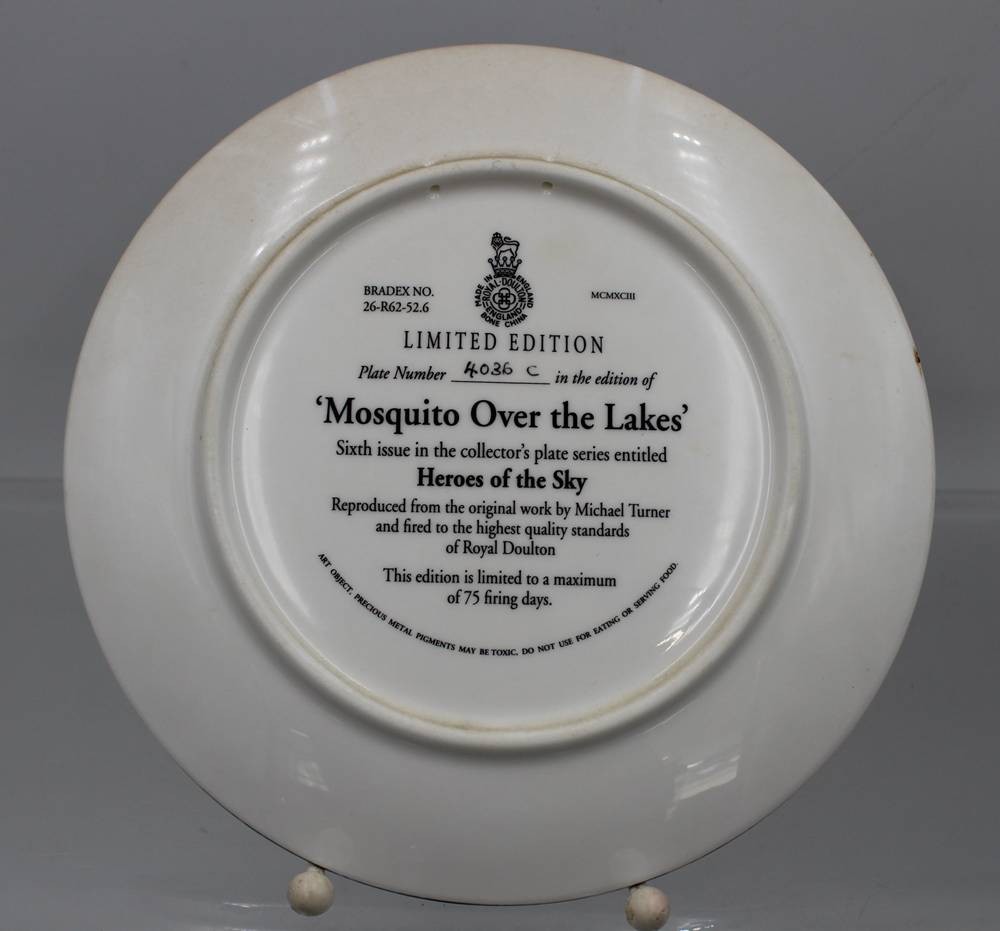 MADE IN ENGLAND
ROYAL·DOULTON
ENGLAND
BONE CHINA
BRADEX NO.
26-R62-52.6
MCMXCIII
LIMITED EDITION
Plate Number 4036 C in the edition of
‘Mosquito Over the Lakes’
Sixth issue in the collector’s plate series entitled
Heroes of the Sky
Reproduced from the original work by Michael Turner
and fired to the highest quality standards
of Royal Doulton
This edition is limited to a maximum
of 75 firing days.
ART OBJECT, PRECIOUS METAL PIGMENTS MAY BE TOXIC. DO NOT USE FOR EATING OR SERVING FOOD.